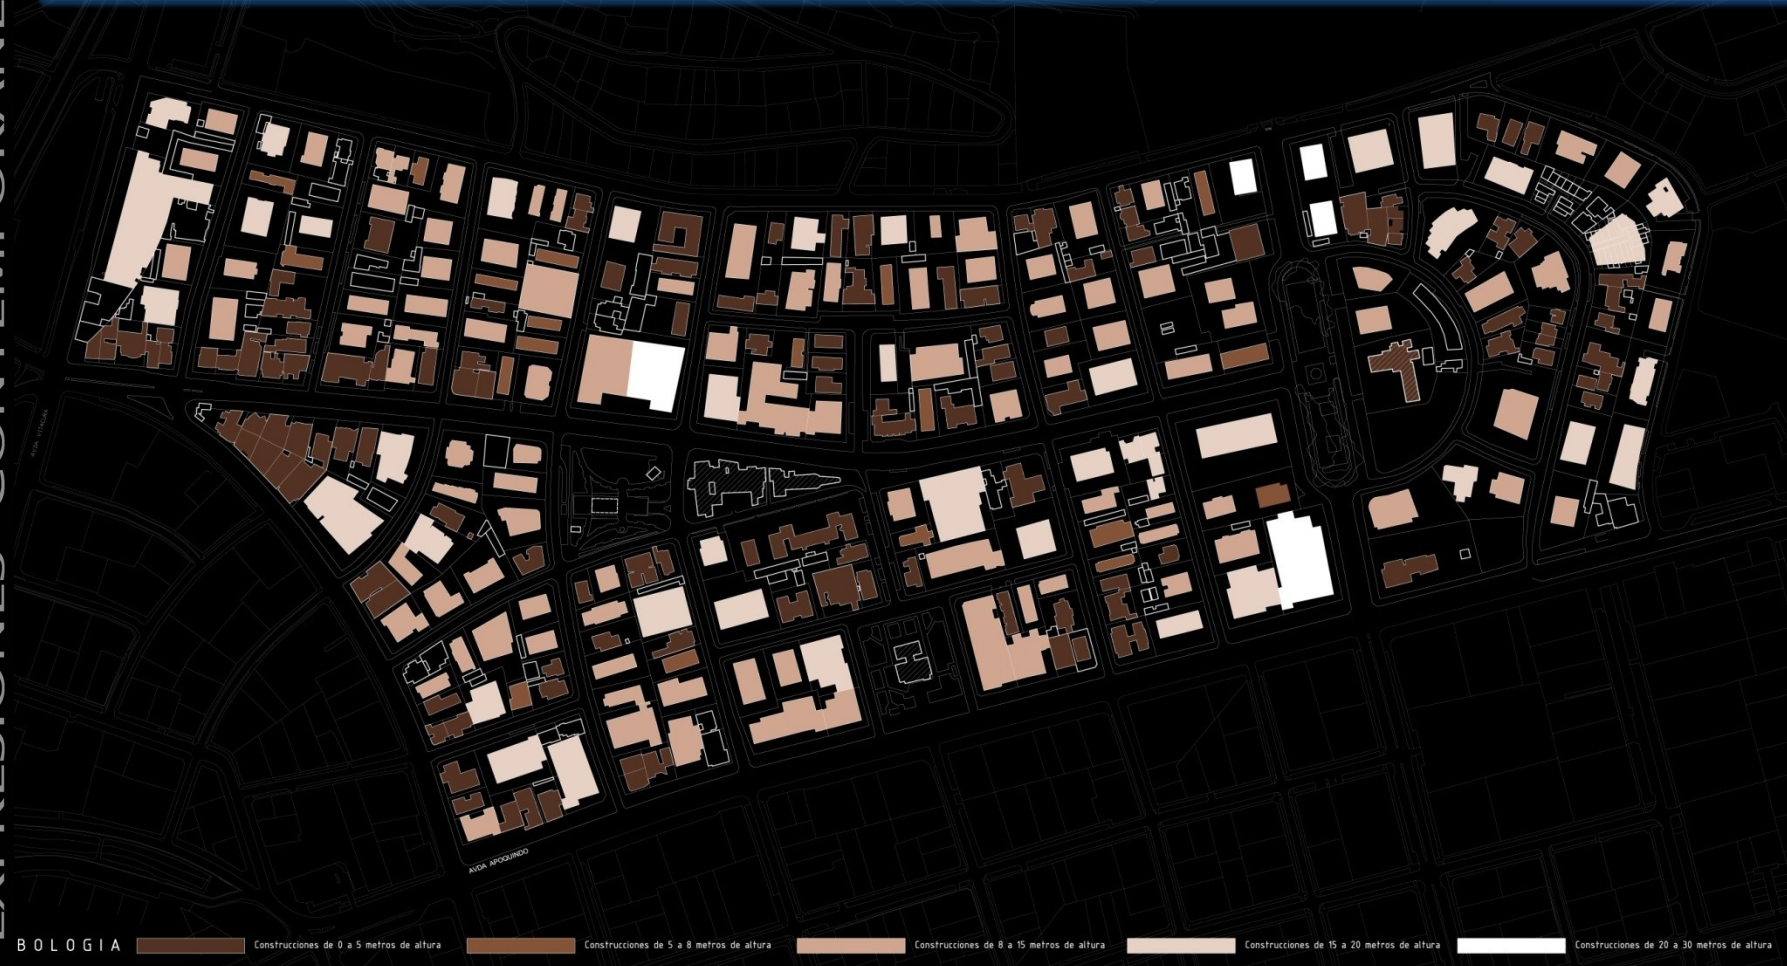 AVDA VITACURA
AVDA APOQUINDO
BOLOGIA
Construcciones de 0 a 5 metros de altura
Construcciones de 5 a 8 metros de altura
Construcciones de 8 a 15 metros de altura
Construcciones de 15 a 20 metros de altura
Construcciones de 20 a 30 metros de altura